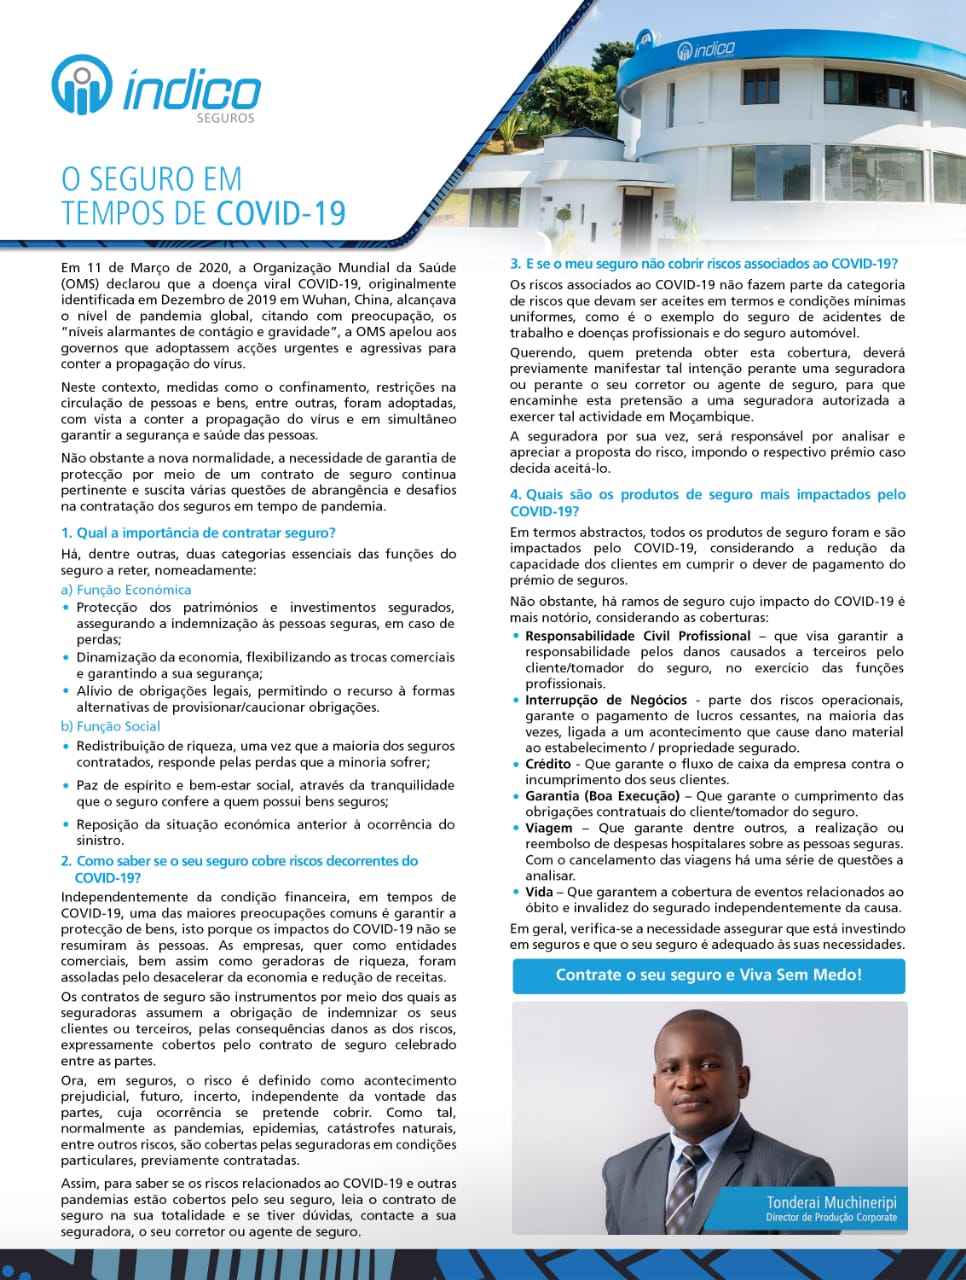 índico
SEGUROS
índico
O SEGURO EM
TEMPOS DE COVID-19
Em 11 de Março de 2020, a Organização Mundial da Saúde
(OMS) declarou que a doença viral COVID-19, originalmente
identificada em Dezembro de 2019 em Wuhan, China, alcançava
o nível de pandemia global, citando com preocupação, os
“níveis alarmantes de contágio e gravidade”, a OMS apelou aos
governos que adoptassem acções urgentes e agressivas para
conter a propagação do vírus.
Neste contexto, medidas como o confinamento, restrições na
circulação de pessoas e bens, entre outras, foram adoptadas,
com vista a conter a propagação do vírus e em simultâneo
garantir a segurança e saúde das pessoas.
Não obstante a nova normalidade, a necessidade de garantia de
protecção por meio de um contrato de seguro continua
pertinente e suscita várias questões de abrangência e desafios
na contratação dos seguros em tempo de pandemia.
1. Qual a importância de contratar seguro?
Há, dentre outras, duas categorias essenciais das funções do
seguro a reter, nomeadamente:
a) Função Económica
• Protecção dos patrimónios e investimentos segurados,
assegurando a indemnização às pessoas seguras, em caso de
perdas;
• Dinamização da economia, flexibilizando as trocas comerciais
e garantindo a sua segurança;
• Alívio de obrigações legais, permitindo o recurso à formas
alternativas de provisionar/caucionar obrigações.
b) Função Social
• Redistribuição de riqueza, uma vez que a maioria dos seguros
contratados, responde pelas perdas que a minoria sofrer;
• Paz de espírito e bem-estar social, através da tranquilidade
que o seguro confere a quem possui bens seguros;
• Reposição da situação económica anterior à ocorrência do
sinistro.
2. Como saber se o seu seguro cobre riscos decorrentes do
COVID-19?
Independentemente da condição financeira, em tempos de
COVID-19, uma das maiores preocupações comuns é garantir a
protecção de bens, isto porque os impactos do COVID-19 não se
resumiram às pessoas. As empresas, quer como entidades
comerciais, bem assim como geradoras de riqueza, foram
assoladas pelo desacelerar da economia e redução de receitas.
Os contratos de seguro são instrumentos por meio dos quais as
seguradoras assumem a obrigação de indemnizar os seus
clientes ou terceiros, pelas consequências danos as dos riscos,
expressamente cobertos pelo contrato de seguro celebrado
entre as partes.
Ora, em seguros, o risco é definido como acontecimento
prejudicial, futuro, incerto, independente da vontade das
partes, cuja ocorrência se pretende cobrir. Como tal,
normalmente as pandemias, epidemias, catástrofes naturais,
entre outros riscos, são cobertas pelas seguradoras em condições
particulares, previamente contratadas.
Assim, para saber se os riscos relacionados ao COVID-19 e outras
pandemias estão cobertos pelo seu seguro, leia o contrato de
seguro na sua totalidade e se tiver dúvidas, contacte a sua
seguradora, o seu corretor ou agente de seguro.
3. E se o meu seguro não cobrir riscos associados ao COVID-19?
Os riscos associados ao COVID-19 não fazem parte da categoria
de riscos que devam ser aceites em termos e condições mínimas
uniformes, como é o exemplo do seguro de acidentes de
trabalho e doenças profissionais e do seguro automóvel.
Querendo, quem pretenda obter esta cobertura, deverá
previamente manifestar tal intenção perante uma seguradora
ou perante o seu corretor ou agente de seguro, para que
encaminhe esta pretensão a uma seguradora autorizada a
exercer tal actividade em Moçambique.
A seguradora por sua vez, será responsável por analisar e
apreciar a proposta do risco, impondo o respectivo prémio caso
decida aceitá-lo.
4. Quais são os produtos de seguro mais impactados pelo
COVID-19?
Em termos abstractos, todos os produtos de seguro foram e são
impactados pelo COVID-19, considerando a redução da
capacidade dos clientes em cumprir o dever de pagamento do
prémio de seguros.
Não obstante, há ramos de seguro cujo impacto do COVID-19 é
mais notório, considerando as coberturas:
• Responsabilidade Civil Profissional – que visa garantir a
responsabilidade pelos danos causados a terceiros pelo
cliente/tomador do seguro, no exercício das funções
profissionais.
• Interrupção de Negócios - parte dos riscos operacionais,
garante o pagamento de lucros cessantes, na maioria das
vezes, ligada a um acontecimento que cause dano material
ao estabelecimento / propriedade segurado.
• Crédito - Que garante o fluxo de caixa da empresa contra o
incumprimento dos seus clientes.
• Garantia (Boa Execução) – Que garante o cumprimento das
obrigações contratuais do cliente/tomador do seguro.
• Viagem – Que garante dentre outros, a realização ou
reembolso de despesas hospitalares sobre as pessoas seguras.
Com o cancelamento das viagens há uma série de questões a
analisar.
• Vida – Que garantem a cobertura de eventos relacionados ao
óbito e invalidez do segurado independentemente da causa.
Em geral, verifica-se a necessidade assegurar que está investindo
em seguros e que o seu seguro é adequado às suas necessidades.
Contrate o seu seguro e Viva Sem Medo!
Tonderai Muchineripi
Director de Produção Corporate